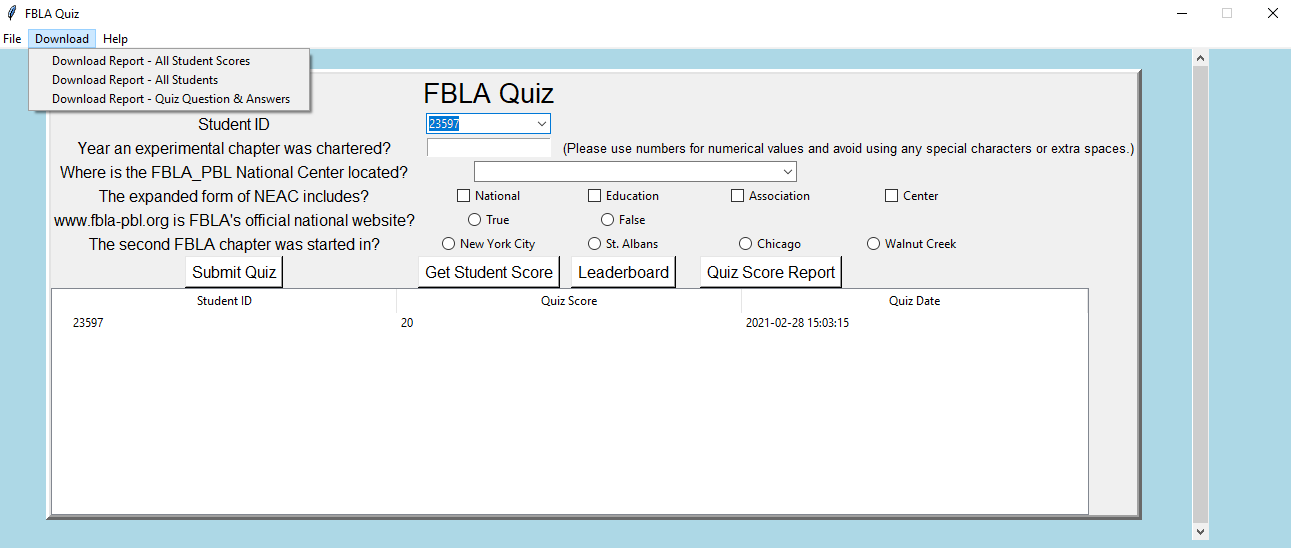 FBLA Quiz
File Download Help
Download Report - All Student Scores
Download Report - All Students
Download Report - Quiz Question & Answers
FBLA Quiz
Student ID 23597
Year an experimental chapter was chartered? (Please use numbers for numerical values and avoid using any special characters or extra spaces.)
Where is the FBLA_PBL National Center located?
The expanded form of NEAC includes? National Education Association Center
www.fbla-pbl.org is FBLA's official national website? True False
The second FBLA chapter was started in? New York City St. Albans Chicago Walnut Creek
Submit Quiz Get Student Score Leaderboard Quiz Score Report
Student ID Quiz Score Quiz Date
23597 20 2021-02-28 15:03:15